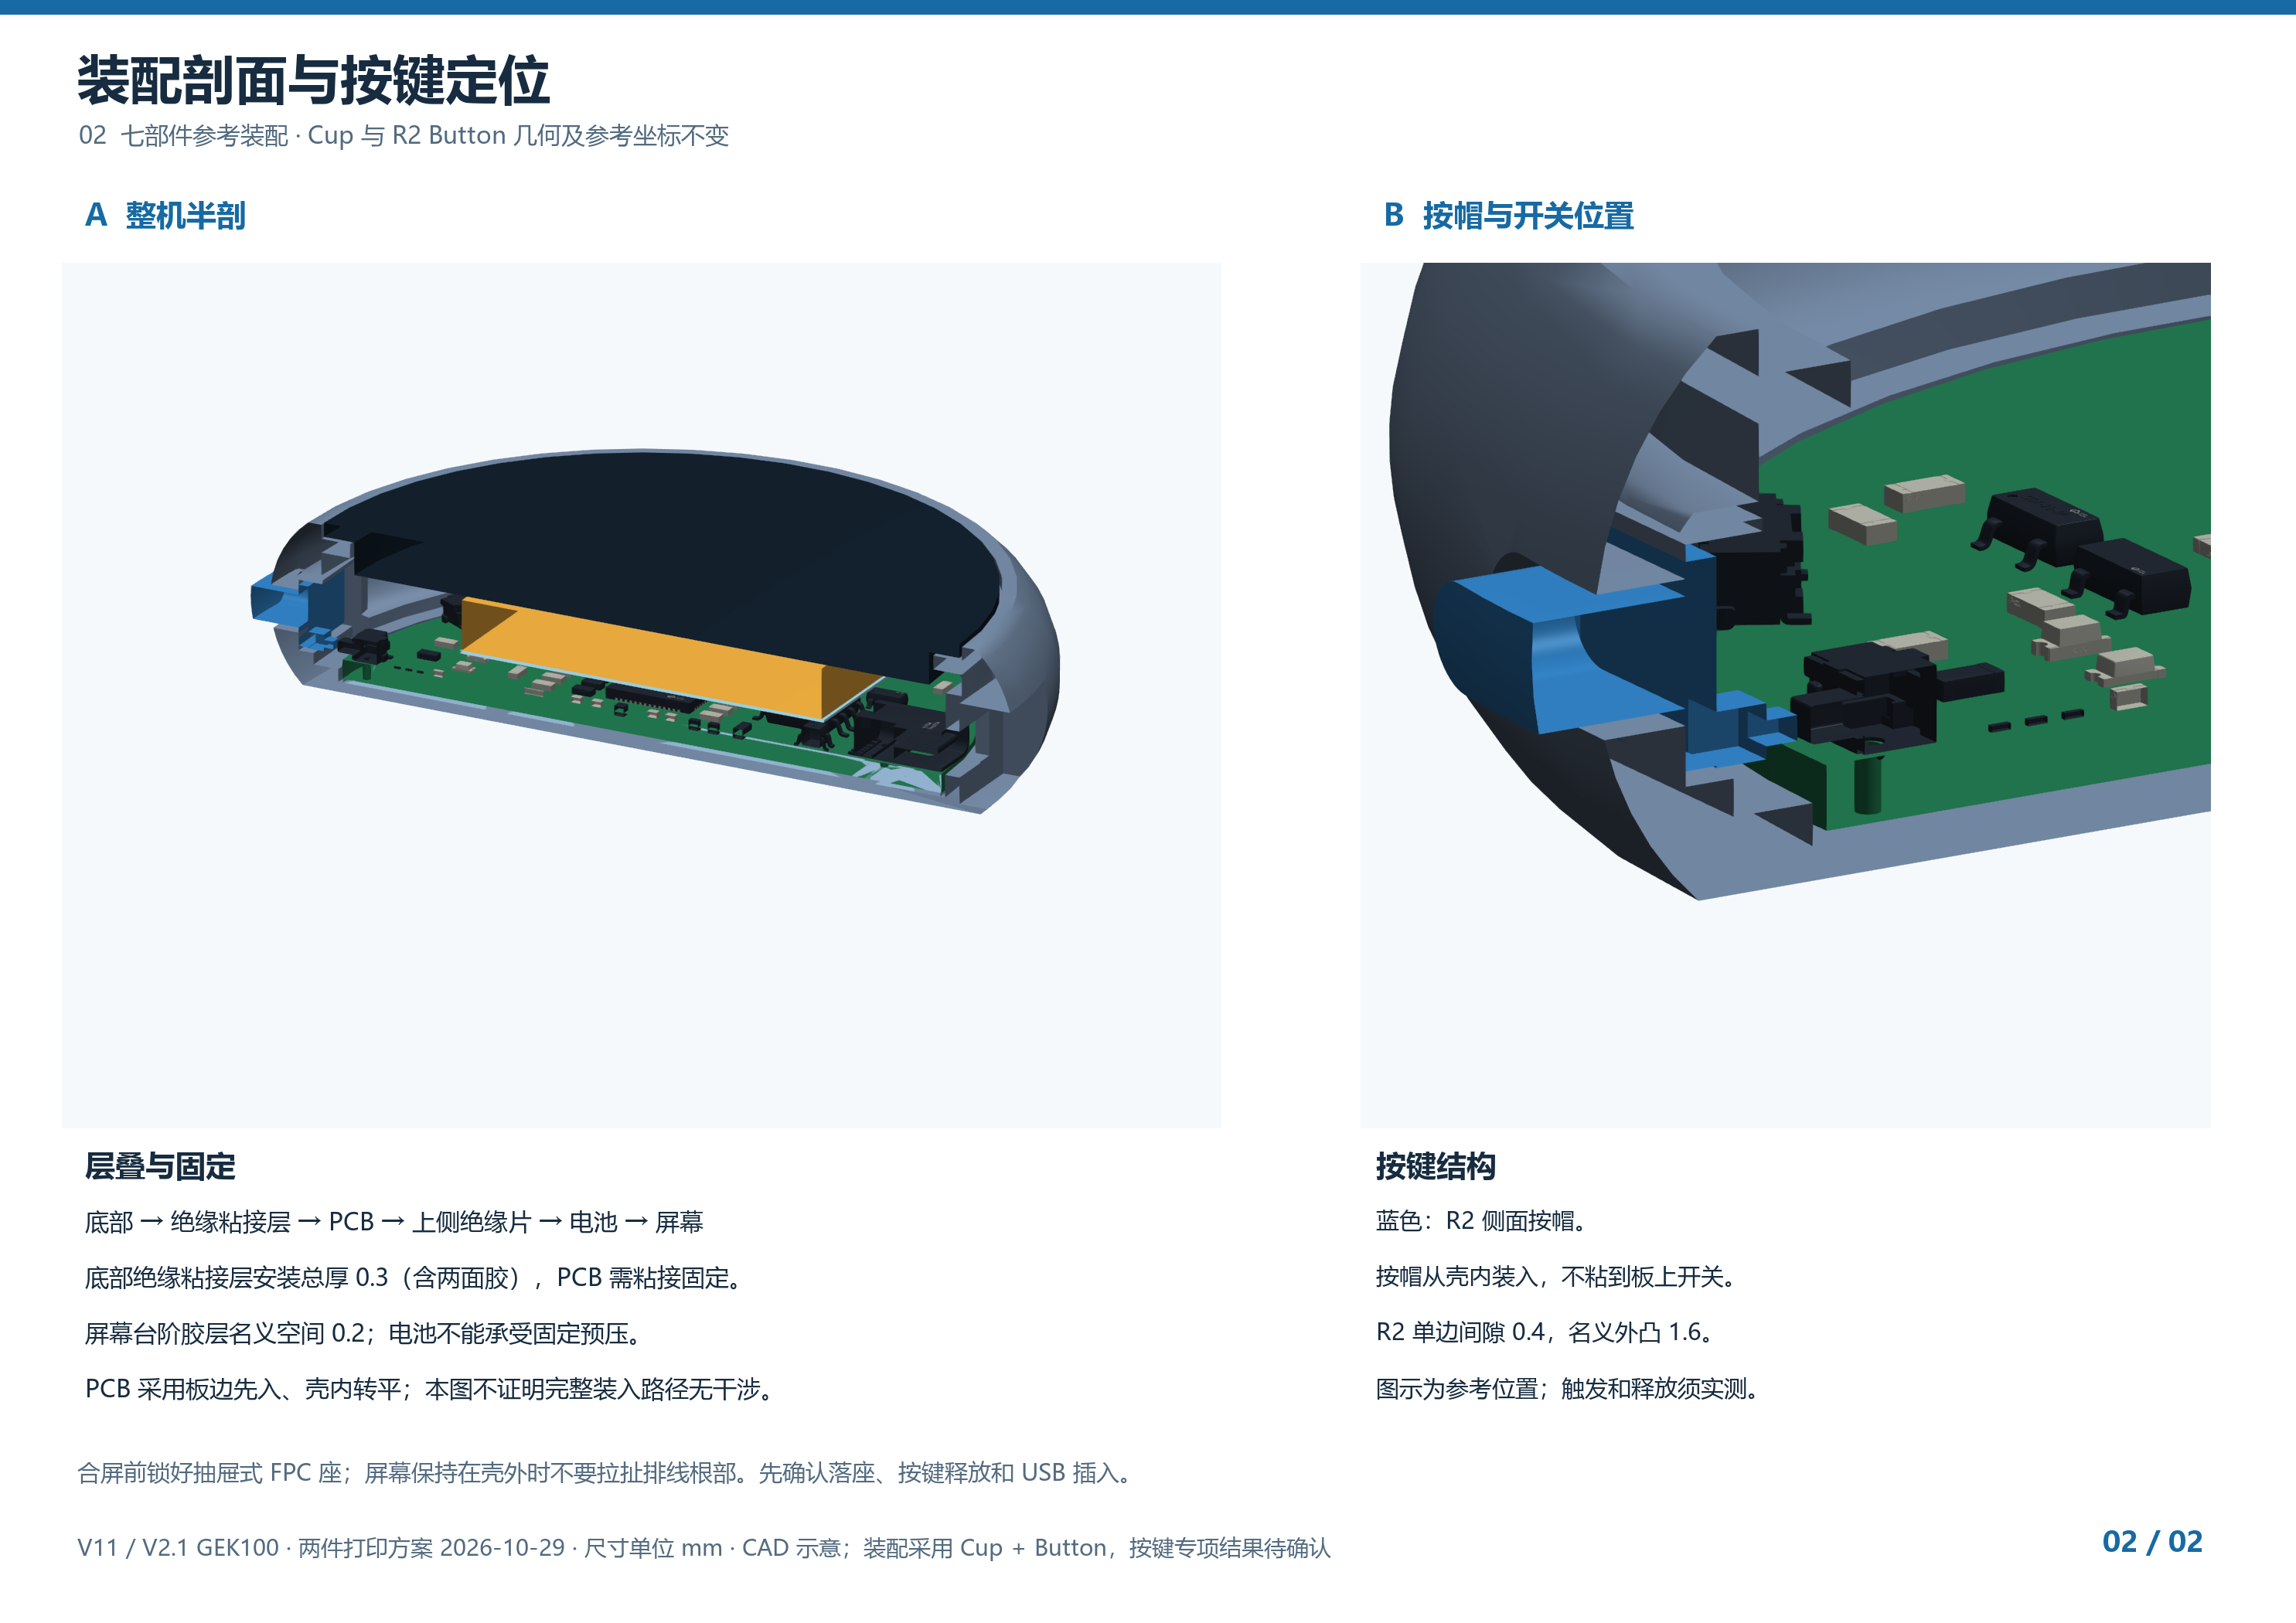 装配剖面与按键定位
02 七部件参考装配 · Cup 与 R2 Button 几何及参考坐标不变
A 整机半剖
B 按帽与开关位置
层叠与固定
底部 → 绝缘粘接层 → PCB → 上侧绝缘片 → 电池 → 屏幕
底部绝缘粘接层安装总厚 0.3（含两面胶），PCB 需粘接固定。
屏幕台阶胶层名义空间 0.2；电池不能承受固定预压。
PCB 采用板边先入、壳内转平；本图不证明完整装入路径无干涉。
按键结构
蓝色：R2 侧面按帽。
按帽从壳内装入，不粘到板上开关。
R2 单边间隙 0.4，名义外凸 1.6。
图示为参考位置；触发和释放须实测。
合屏前锁好抽屉式 FPC 座；屏幕保持在壳外时不要拉扯排线根部。先确认落座、按键释放和 USB 插入。
V11 / V2.1 GEK100 · 两件打印方案 2026-10-29 · 尺寸单位 mm · CAD 示意；装配采用 Cup + Button，按键专项结果待确认
02 / 02